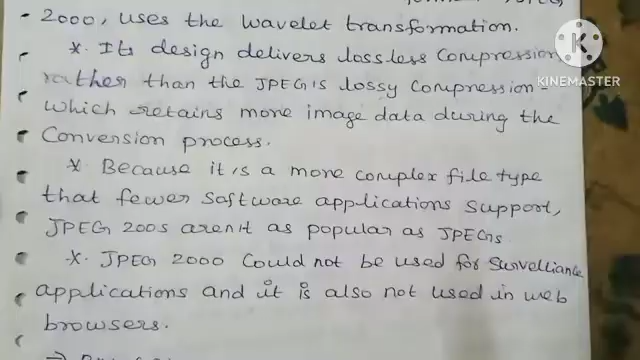 2000, uses the wavelet transformation.
* Its design delivers lossless compression
rather than the JPEG's lossy compression -
which retains more image data during the
Conversion process.
* Because it is a more complex file type
that fewer software applications support,
JPEG 200s aren't as popular as JPEGs
* JPEG 2000 could not be used for survelliance
applications and it is also not used in web
browsers.
K
KINEMASTER